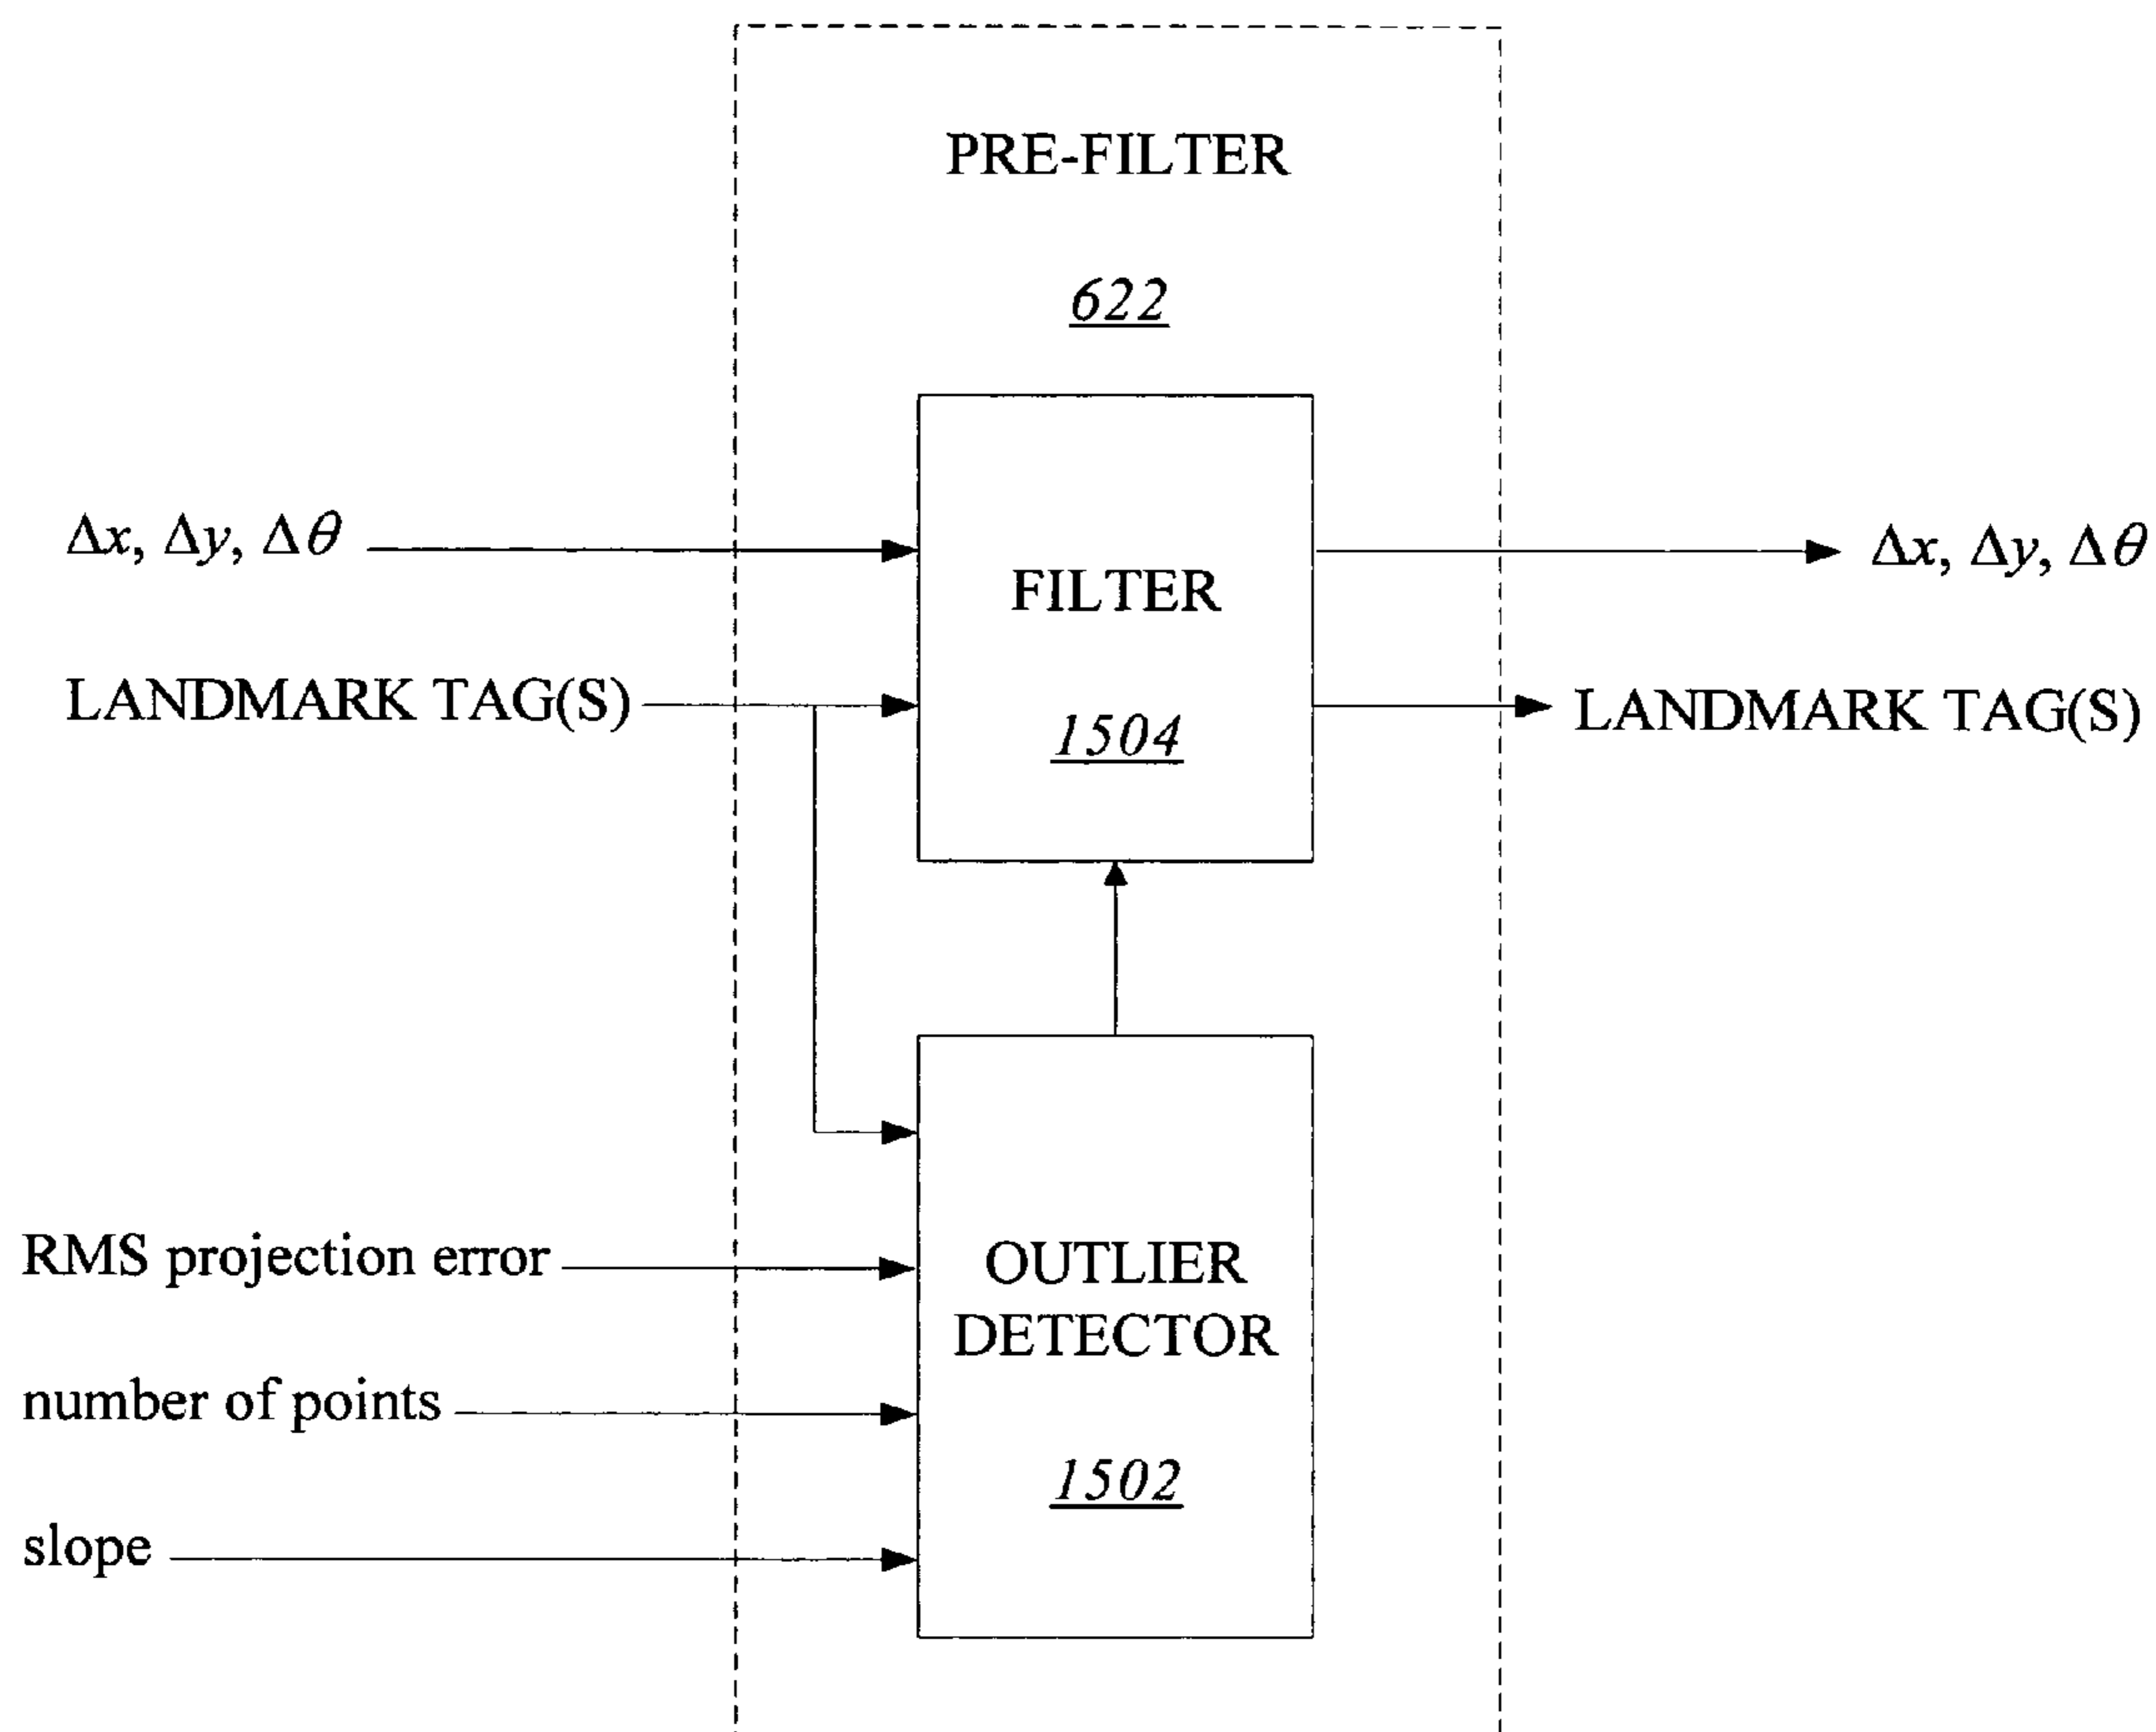 PRE-FILTER
622
Δx, Δy, Δθ
FILTER
Δx, Δy, Δθ
LANDMARK TAG(S)
1504
LANDMARK TAG(S)
RMS projection error
OUTLIER
DETECTOR
number of points
1502
slope